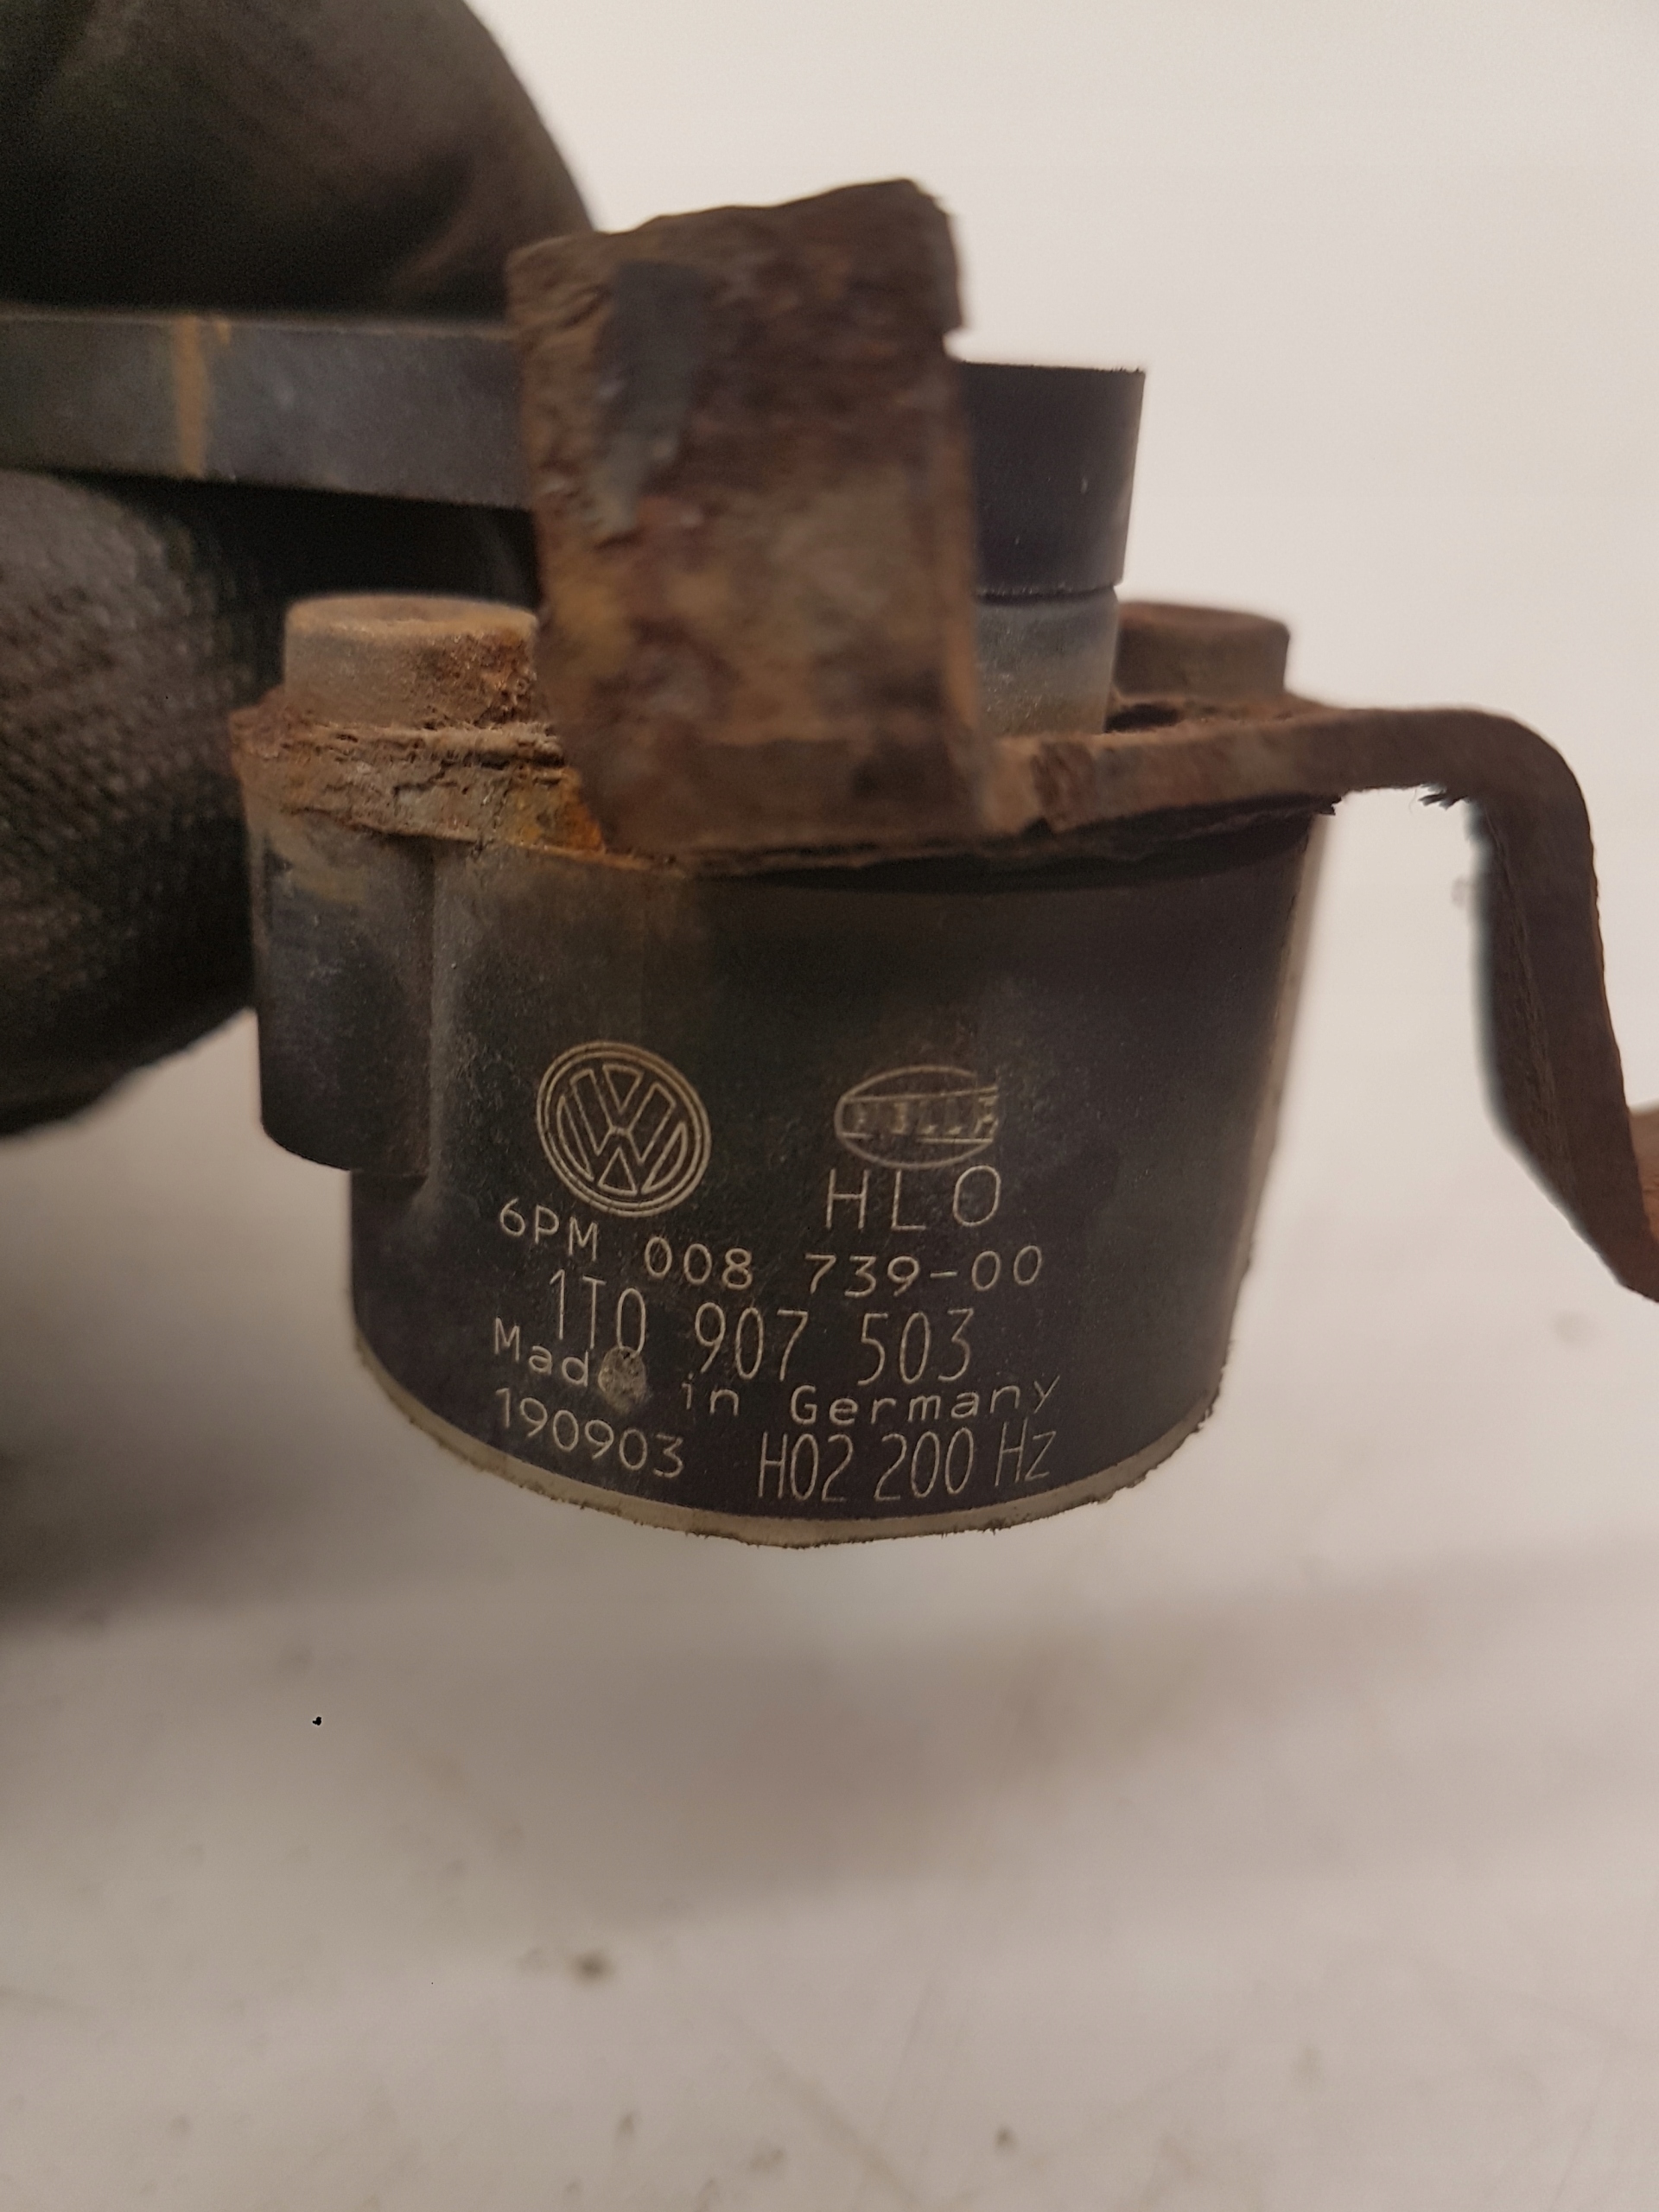 VW HELLA
HLO
6PM 008 739-00
1T0 907 503
Made in Germany
190903 H02 200 Hz